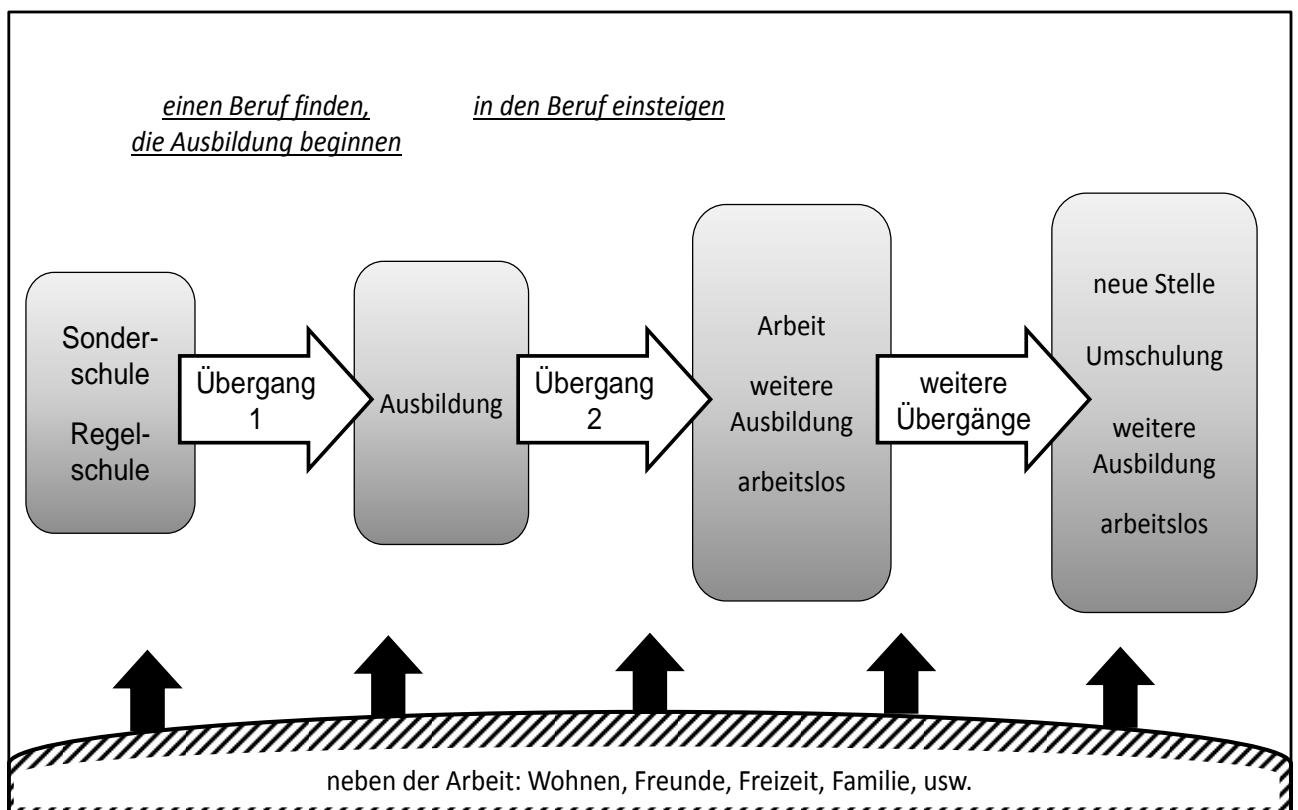 einen Beruf finden,
die Ausbildung beginnen
in den Beruf einsteigen
Sonder-
schule
Regel-
schule
Übergang
1
Ausbildung
Übergang
2
Arbeit
weitere
Ausbildung
arbeitslos
weitere
Übergänge
neue Stelle
Umschulung
weitere
Ausbildung
arbeitslos
neben der Arbeit: Wohnen, Freunde, Freizeit, Familie, usw.